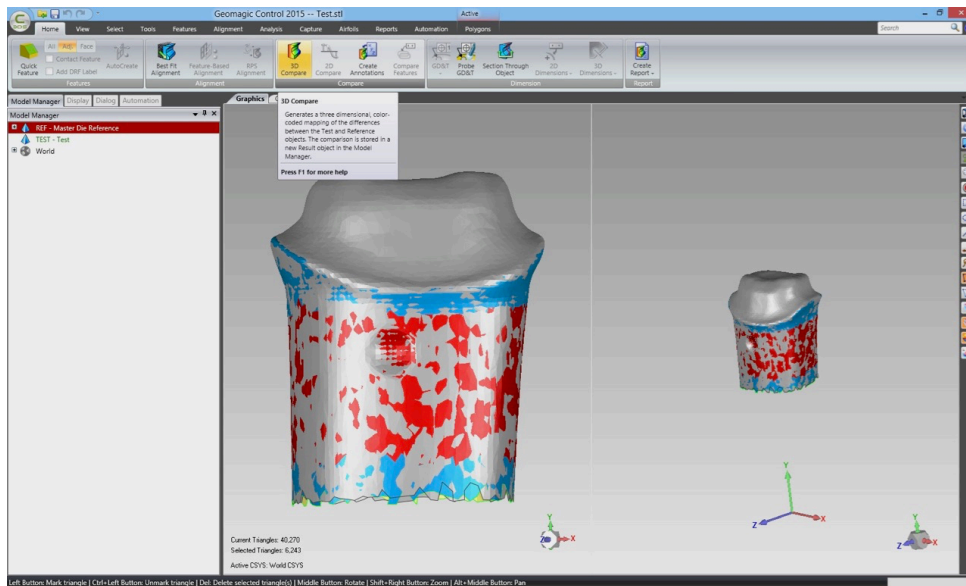 Geomagic Control 2015 -- Test.stl
Active
Home View Select Tools Features Alignment Analysis Capture Airfoils Reports Automation Polygons
Search
Quick Feature
All Face
Contact Feature
Add DRF Label
AutoCreate
Best Fit Alignment
Feature-Based Alignment
RPS Alignment
3D Compare
2D Compare
Create Annotations
Compare Features
GD&T
Probe GD&T
Section Through Object
2D Dimensions
3D Dimensions
Create Report
Features Alignment Compare Dimension Report
Model Manager Display Dialog Automation
Graphics
Model Manager
REF - Master Die Reference
TEST - Test
World
3D Compare
Generates a three dimensional, color-
coded mapping of the differences
between the Test and Reference
objects. The comparison is stored in a
new Result object in the Model
Manager.
Press F1 for more help
Current Triangles: 40,270
Selected Triangles: 6,243
Active CSYS: World CSYS
Y
Z X
Y
Z X
Y
Z X
Left Button: Mark triangle | Ctrl+Left Button: Unmark triangle | Del: Delete selected triangle(s) | Middle Button: Rotate | Shift+Right Button: Zoom | Alt+Middle Button: Pan